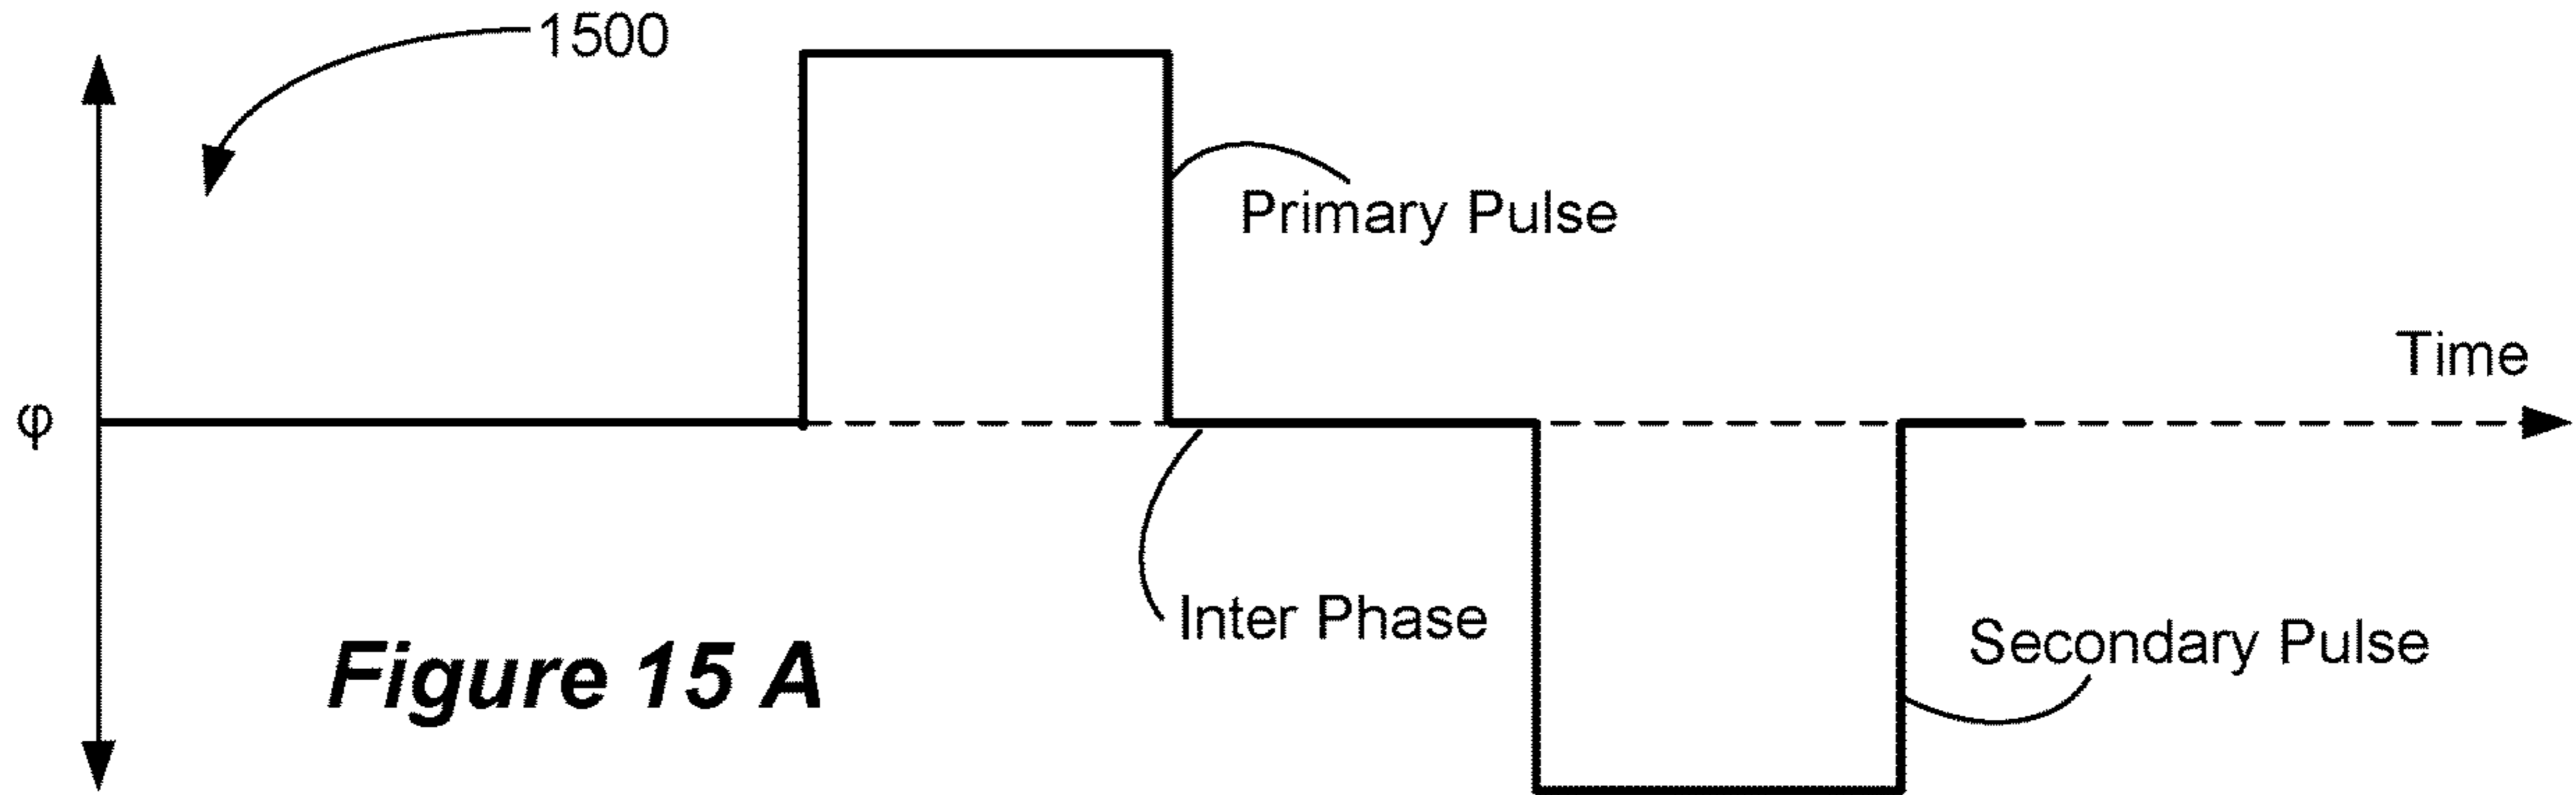 1500
Primary Pulse
Time
φ
Inter Phase
Secondary Pulse
Figure 15 A